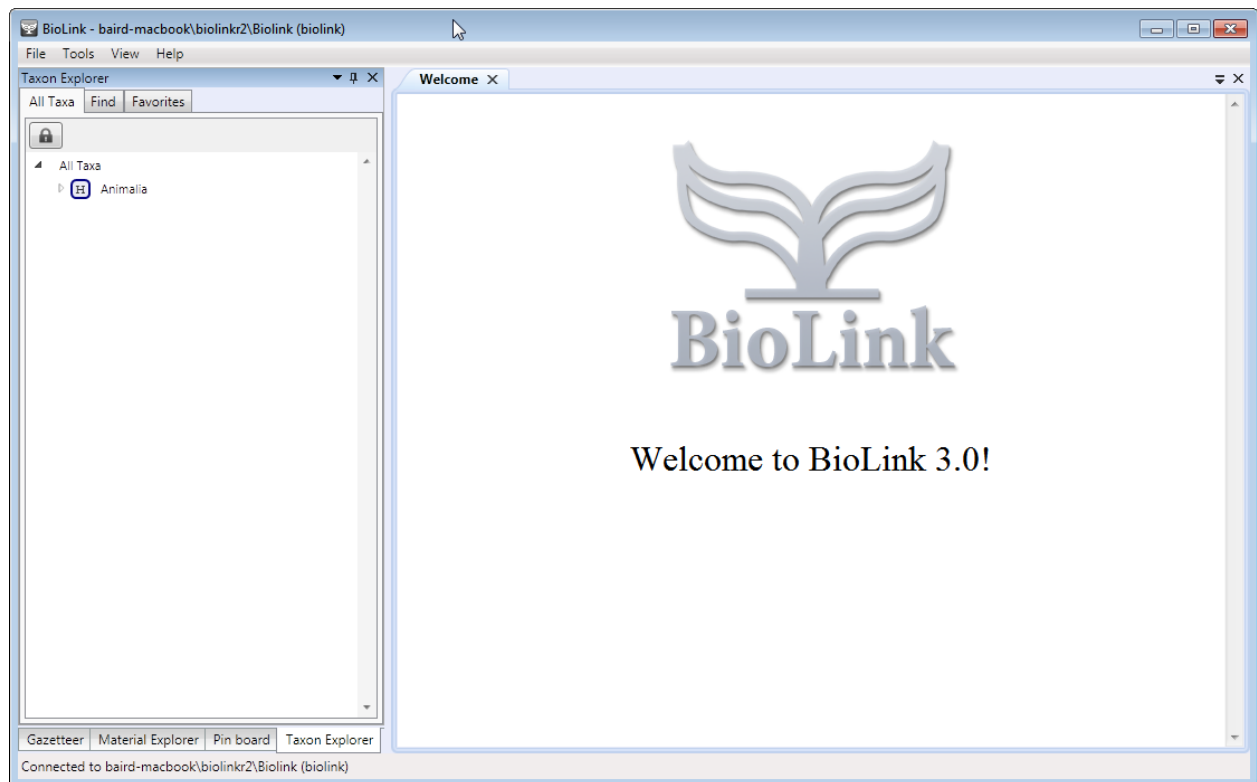 BioLink - baird-macbook\biolinkr2\Biolink (biolink)
File Tools View Help
Taxon Explorer
All Taxa Find Favorites
All Taxa
H Animalia
Gazetteer Material Explorer Pin board Taxon Explorer
Welcome
BioLink
Welcome to BioLink 3.0!
Connected to baird-macbook\biolinkr2\Biolink (biolink)